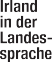 Irland
in der
Landes-
sprache